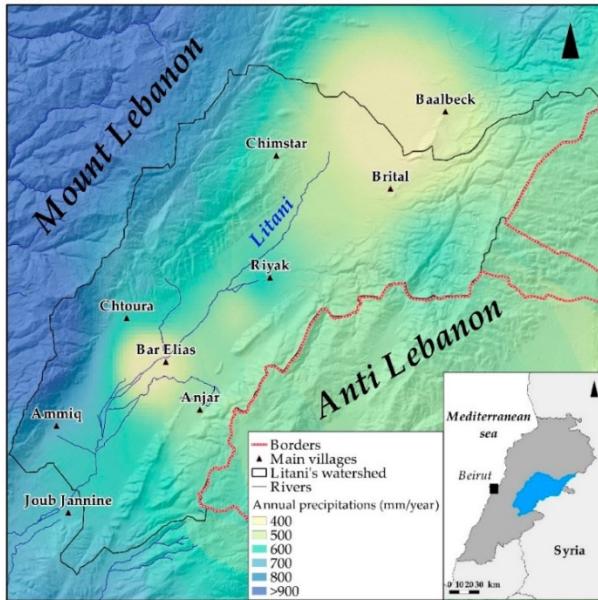 Mount Lebanon
Baalbeck
Chimstar
Brital
Litani
Riyak
Chtoura
Bar Elias
Anti Lebanon
Anjar
Ammiq
Joub Jannine
Borders
Main villages
Litani's watershed
Rivers
Annual precipitations (mm/year)
400
500
600
700
800
>900
Mediterranean
sea
Beirut
Syria
0 10 20 30 km